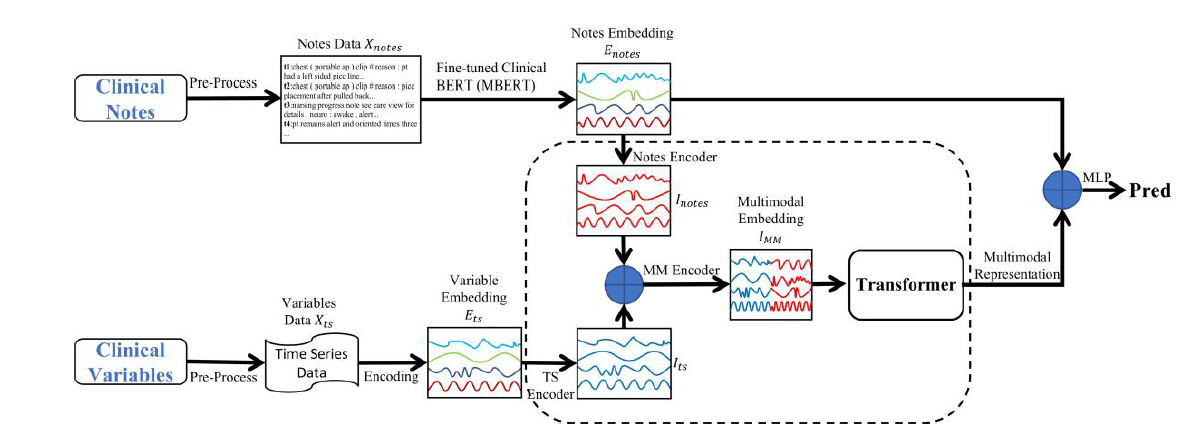 Notes Data X_notes
Notes Embedding
E_notes
Clinical
Notes
Pre-Process
t1:chest ( portable ap ) clip # reason : pt
had a left sided picc line..
t2:chest ( portable ap ) clip # reason : picc
placement after pulled back...
t3:nursing progress note see care view for
details . neuro : awake , alert...
t4:pt remains alert and oriented times three
...
Fine-tuned Clinical
BERT (MBERT)
Notes Encoder
I_notes
MLP
Pred
Multimodal
Embedding
I_MM
MM Encoder
Transformer
Multimodal
Representation
Variable
Embedding
E_ts
Variables
Data X_ts
Clinical
Variables
Pre-Process
Time Series
Data
Encoding
TS
Encoder
I_ts